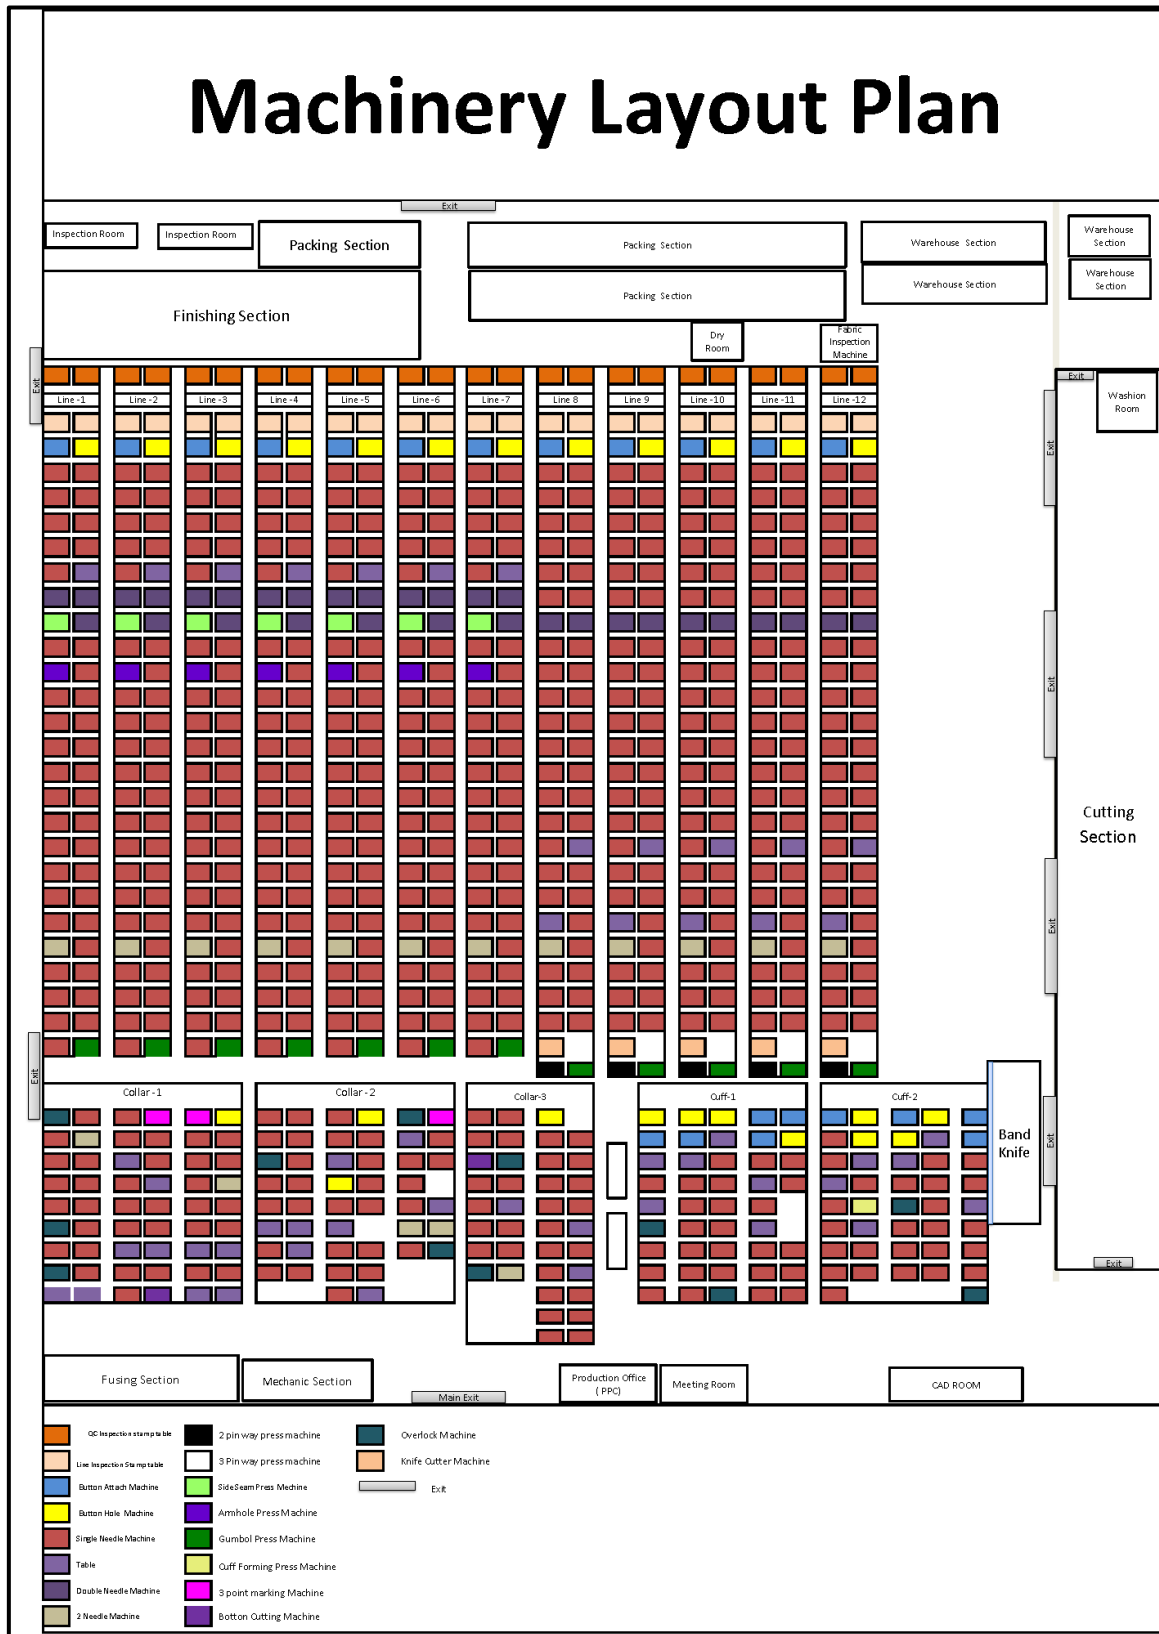 Machinery Layout Plan
Exit
Inspection Room
Inspection Room
Packing Section
Packing Section
Warehouse Section
Warehouse
Section
Finishing Section
Packing Section
Warehouse Section
Warehouse
Section
Dry
Room
Fabric
Inspection
Machine
Exit
Exit
Washion
Room
Line -1
Line -2
Line -3
Line -4
Line -5
Line -6
Line -7
Line 8
Line 9
Line -10
Line -11
Line -12
Exit
Exit
Cutting
Section
Exit
Exit
Collar -1
Collar - 2
Collar-3
Cuff-1
Cuff-2
Band
Knife
Exit
Exit
Fusing Section
Mechanic Section
Main Exit
Production Office
( PPC)
Meeting Room
CAD ROOM
QC Inspection stamp table
2 pin way press machine
Overlock Machine
Line Inspection Stamp table
3 Pin way press machine
Knife Cutter Machine
Button Attach Machine
Side Seam Press Mechine
Exit
Button Hole Machine
Armhole Press Machine
Single Needle Machine
Gumbol Press Machine
Table
Cuff Forming Press Machine
Double Needle Machine
3 point marking Machine
2 Needle Machine
Botton Cutting Machine